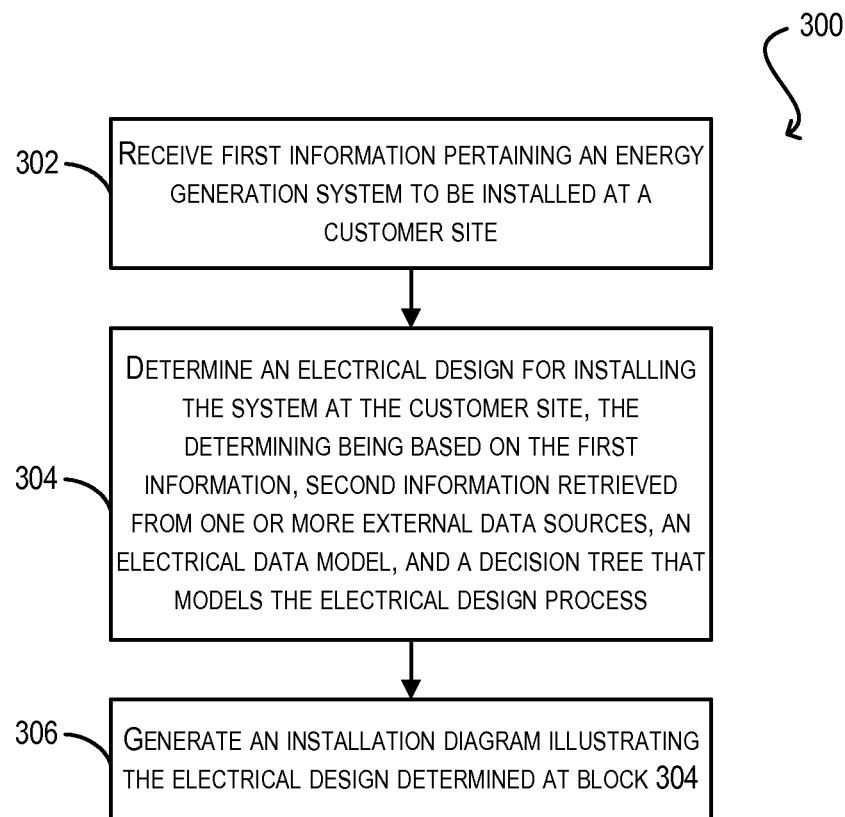 300
302
RECEIVE FIRST INFORMATION PERTAINING AN ENERGY
GENERATION SYSTEM TO BE INSTALLED AT A
CUSTOMER SITE
304
DETERMINE AN ELECTRICAL DESIGN FOR INSTALLING
THE SYSTEM AT THE CUSTOMER SITE, THE
DETERMINING BEING BASED ON THE FIRST
INFORMATION, SECOND INFORMATION RETRIEVED
FROM ONE OR MORE EXTERNAL DATA SOURCES, AN
ELECTRICAL DATA MODEL, AND A DECISION TREE THAT
MODELS THE ELECTRICAL DESIGN PROCESS
306
GENERATE AN INSTALLATION DIAGRAM ILLUSTRATING
THE ELECTRICAL DESIGN DETERMINED AT BLOCK 304